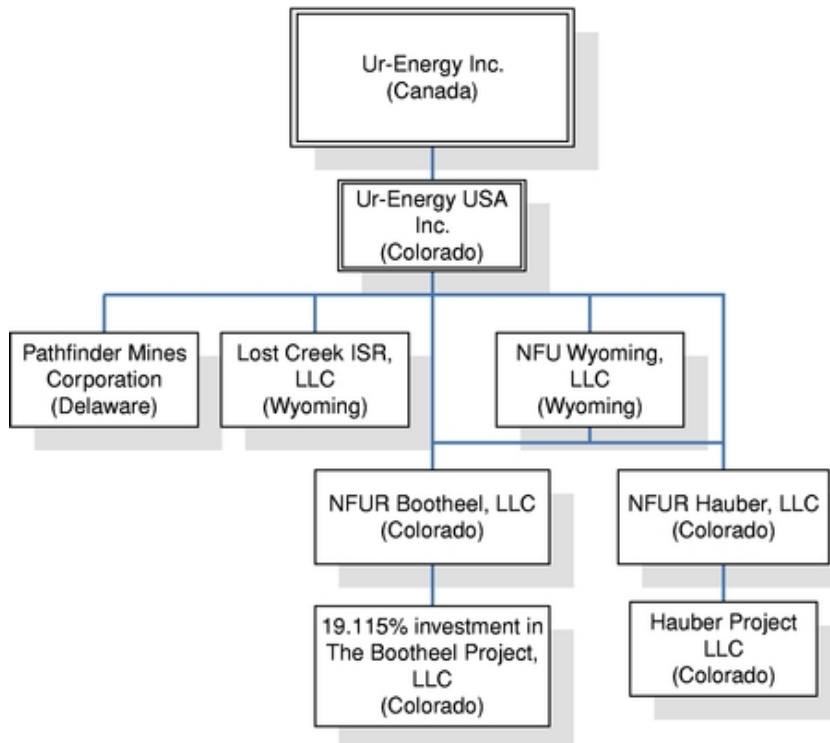 Ur-Energy Inc.
(Canada)
Ur-Energy USA
Inc.
(Colorado)
Pathfinder Mines
Corporation
(Delaware)
Lost Creek ISR,
LLC
(Wyoming)
NFU Wyoming,
LLC
(Wyoming)
NFUR Bootheel, LLC
(Colorado)
NFUR Hauber, LLC
(Colorado)
19.115% investment in
The Bootheel Project,
LLC
(Colorado)
Hauber Project
LLC
(Colorado)